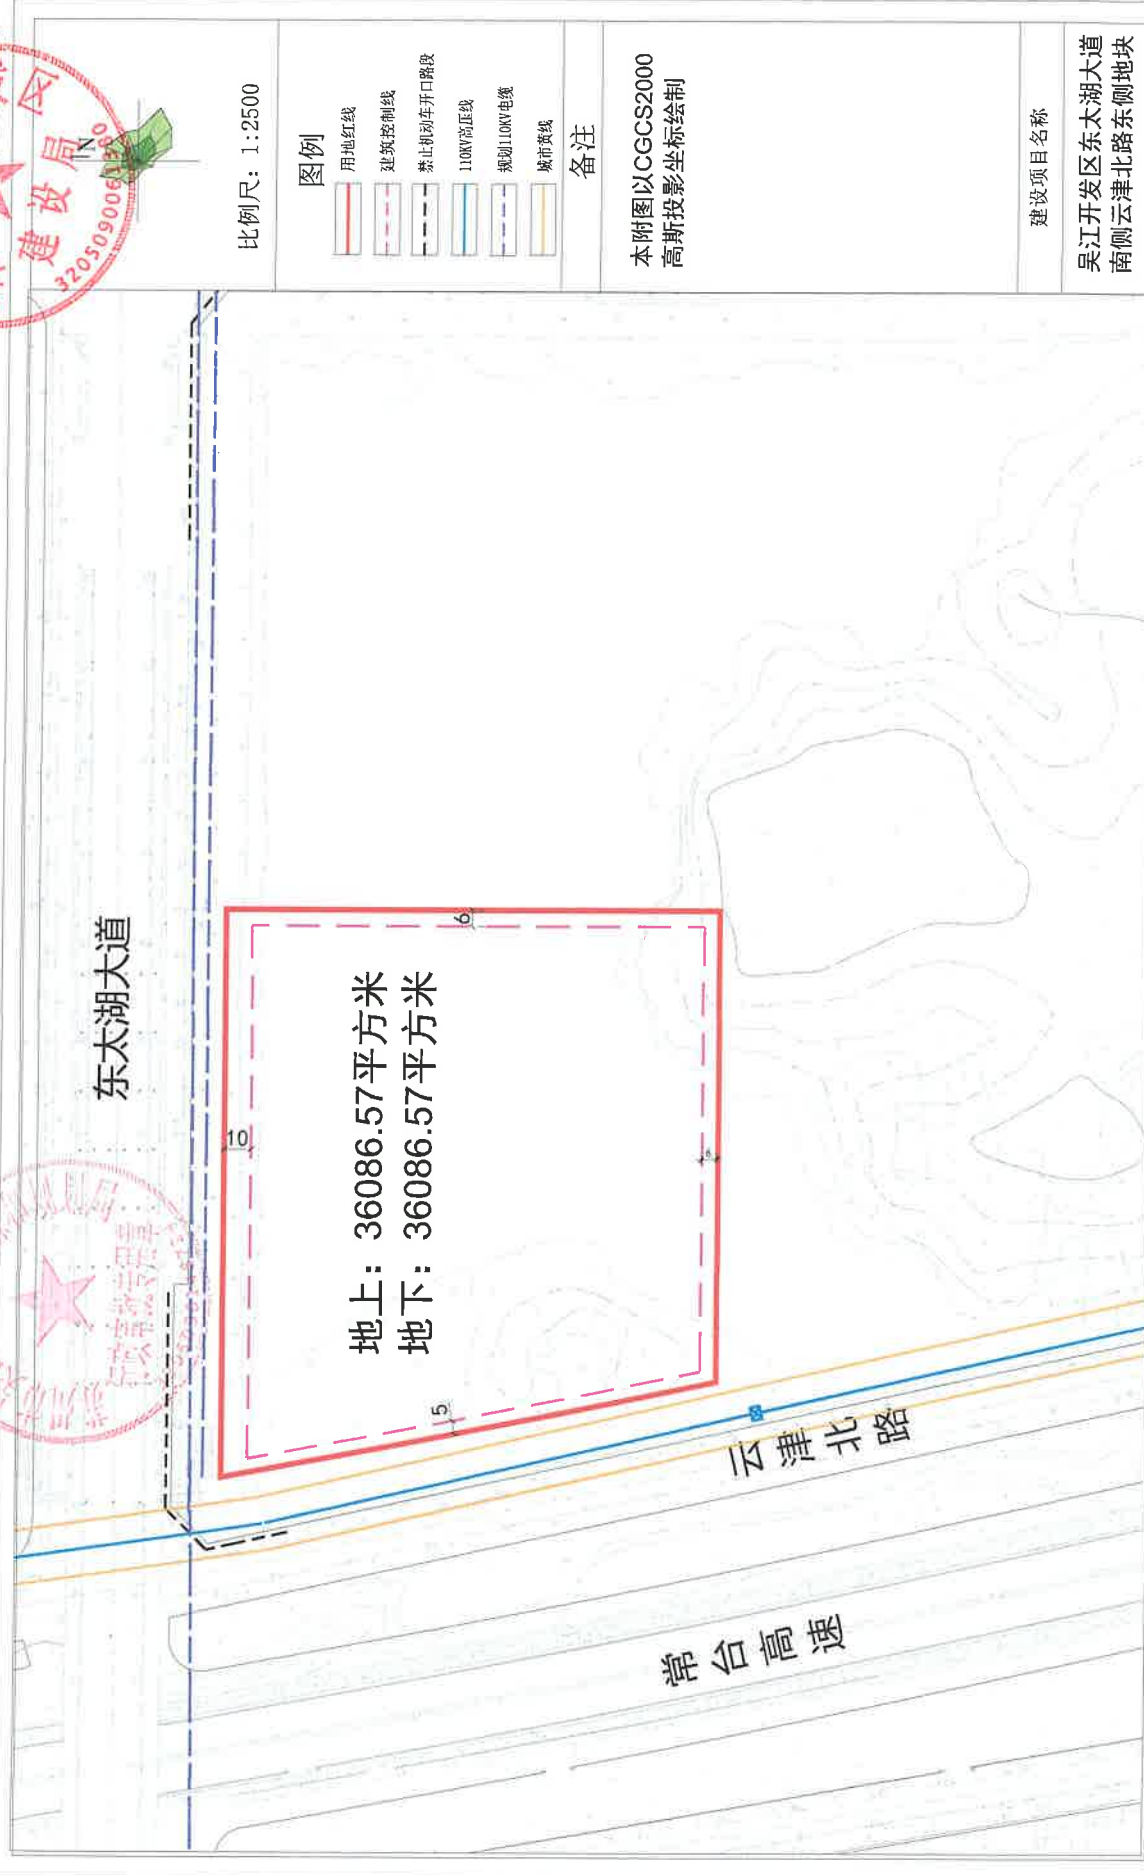 建设局
区
3205090061380
N
比例尺：1:2500
图例
用地红线
建筑控制线
禁止机动车开口路段
110KV高压线
规划110KV电缆
城市黄线
备注
本附图以CGCS2000
高斯投影坐标绘制
建设项目名称
吴江开发区东太湖大道
南侧云津北路东侧地块
东太湖大道
10
6
5
地上：36086.57平方米
地下：36086.57平方米
云津北路
常台高速